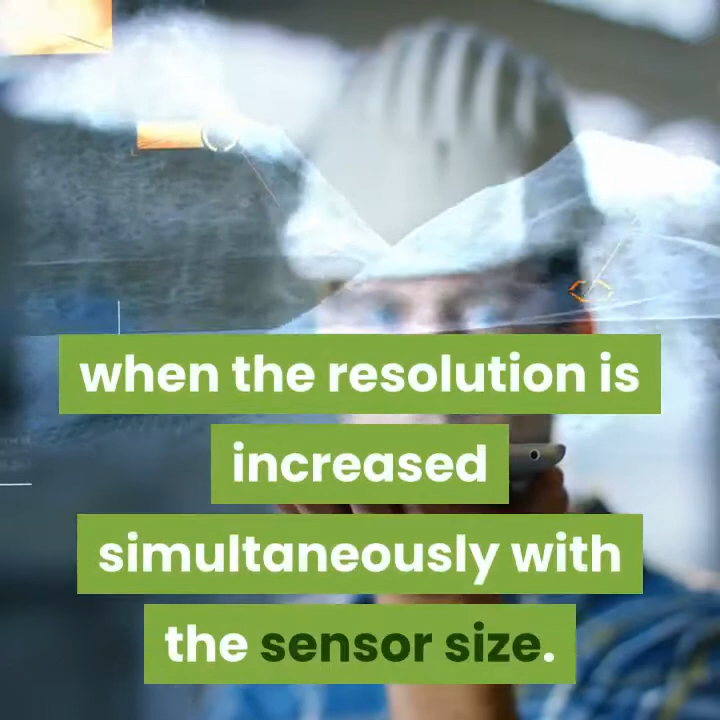 when the resolution is
increased
simultaneously with
the sensor size.